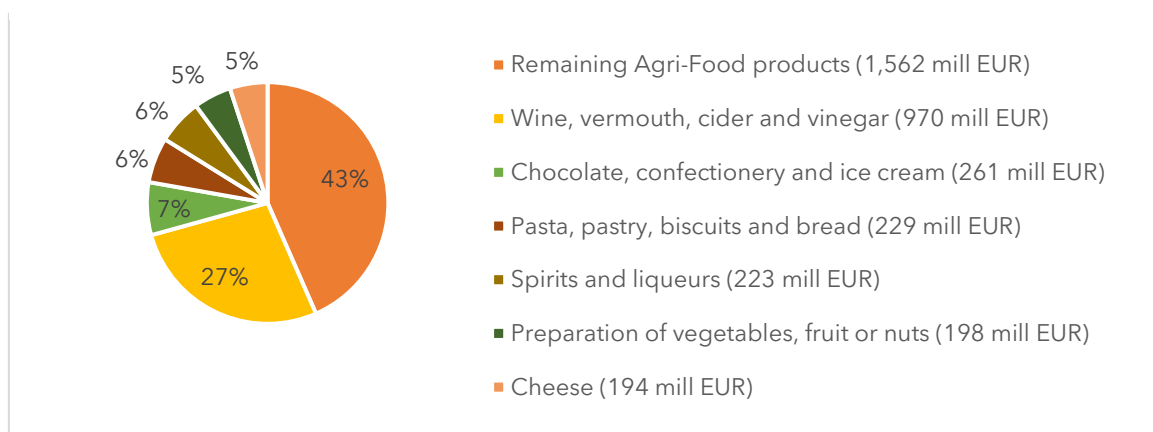 5%
5%
6%
6%
7%
27%
43%
Remaining Agri-Food products (1,562 mill EUR)
Wine, vermouth, cider and vinegar (970 mill EUR)
Chocolate, confectionery and ice cream (261 mill EUR)
Pasta, pastry, biscuits and bread (229 mill EUR)
Spirits and liqueurs (223 mill EUR)
Preparation of vegetables, fruit or nuts (198 mill EUR)
Cheese (194 mill EUR)